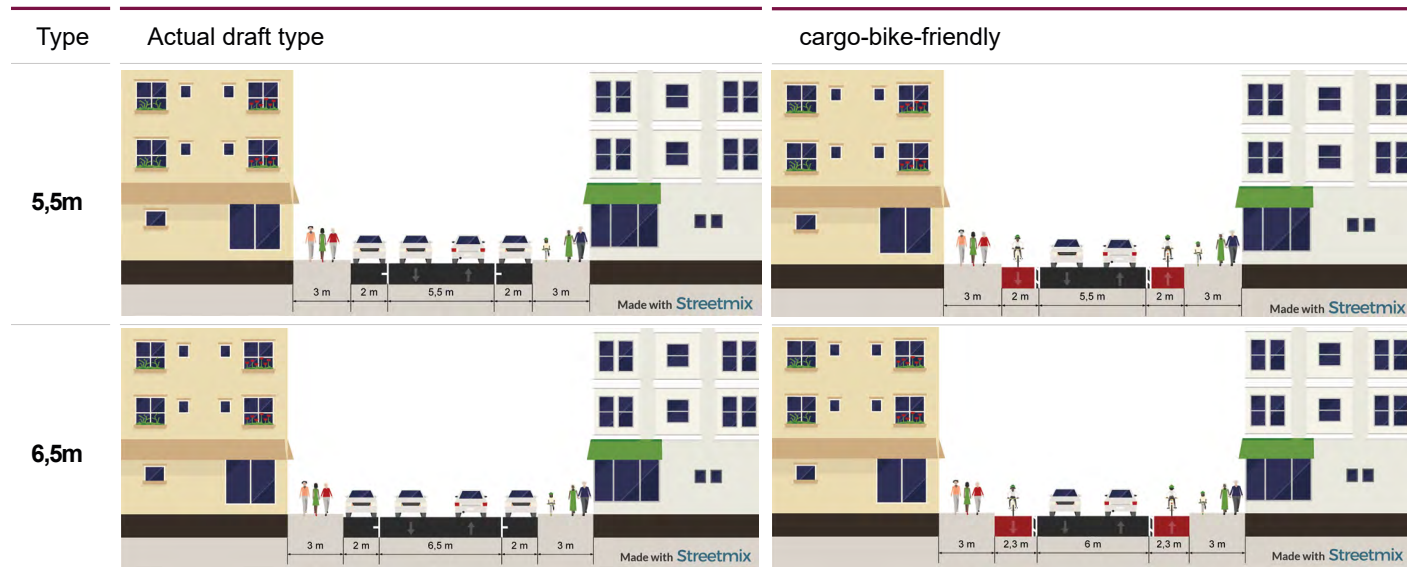 Type Actual draft type cargo-bike-friendly
5,5m
3 m 2 m 5,5 m 2 m 3 m
Made with Streetmix
3 m 2 m 5,5 m 2 m 3 m
Made with Streetmix
6,5m
3 m 2 m 6,5 m 2 m 3 m
Made with Streetmix
3 m 2,3 m 6 m 2,3 m 3 m
Made with Streetmix